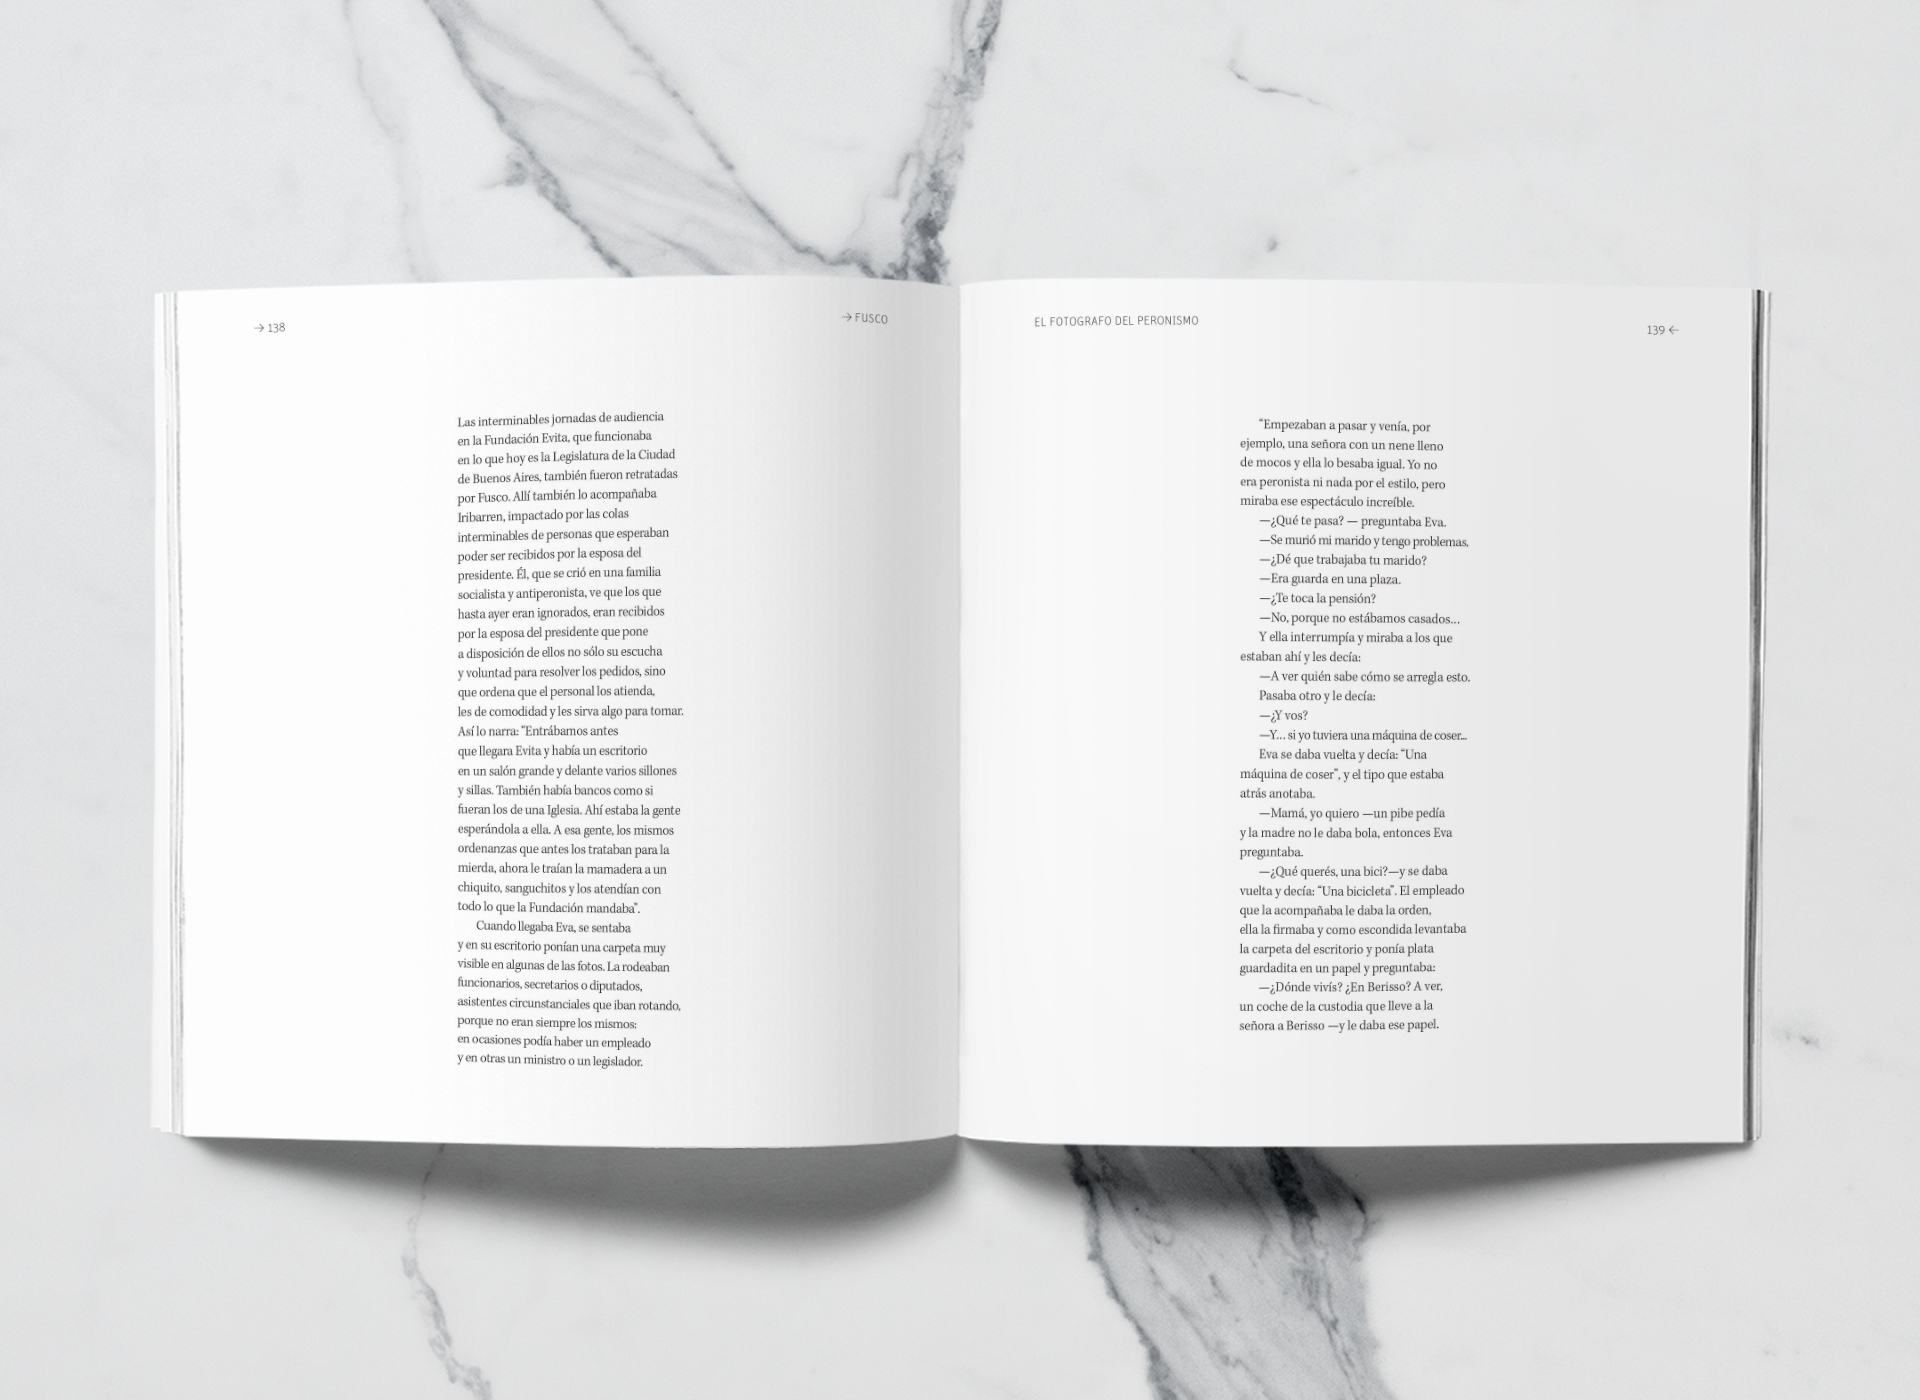 → 138
→ FUSCO
Las interminables jornadas de audiencia
en la Fundación Evita, que funcionaba
en lo que hoy es la Legislatura de la Ciudad
de Buenos Aires, también fueron retratadas
por Fusco. Allí también lo acompañaba
Iribarren, impactado por las colas
interminables de personas que esperaban
poder ser recibidos por la esposa del
presidente. Él, que se crió en una familia
socialista y antiperonista, ve que los que
hasta ayer eran ignorados, eran recibidos
por la esposa del presidente que pone
a disposición de ellos no sólo su escucha
y voluntad para resolver los pedidos, sino
que ordena que el personal los atienda,
les de comodidad y les sirva algo para tomar.
Así lo narra: “Entrábamos antes
que llegara Evita y había un escritorio
en un salón grande y delante varios sillones
y sillas. También había bancos como si
fueran los de una Iglesia. Ahí estaba la gente
esperándola a ella. A esa gente, los mismos
ordenanzas que antes los trataban para la
mierda, ahora le traían la mamadera a un
chiquito, sanguchitos y los atendían con
todo lo que la Fundación mandaba”.
Cuando llegaba Eva, se sentaba
y en su escritorio ponían una carpeta muy
visible en algunas de las fotos. La rodeaban
funcionarios, secretarios o diputados,
asistentes circunstanciales que iban rotando,
porque no eran siempre los mismos:
en ocasiones podía haber un empleado
y en otras un ministro o un legislador.
EL FOTOGRAFO DEL PERONISMO
139 ←
“Empezaban a pasar y venía, por
ejemplo, una señora con un nene lleno
de mocos y ella lo besaba igual. Yo no
era peronista ni nada por el estilo, pero
miraba ese espectáculo increíble.
—¿Qué te pasa? — preguntaba Eva.
—Se murió mi marido y tengo problemas.
—¿Dé que trabajaba tu marido?
—Era guarda en una plaza.
—¿Te toca la pensión?
—No, porque no estábamos casados...
Y ella interrumpía y miraba a los que
estaban ahí y les decía:
—A ver quién sabe cómo se arregla esto.
Pasaba otro y le decía:
—¿Y vos?
—Y... si yo tuviera una máquina de coser...
Eva se daba vuelta y decía: “Una
máquina de coser”, y el tipo que estaba
atrás anotaba.
—Mamá, yo quiero —un pibe pedía
y la madre no le daba bola, entonces Eva
preguntaba.
—¿Qué querés, una bici?—y se daba
vuelta y decía: “Una bicicleta”. El empleado
que la acompañaba le daba la orden,
ella la firmaba y como escondida levantaba
la carpeta del escritorio y ponía plata
guardadita en un papel y preguntaba:
—¿Dónde vivís? ¿En Berisso? A ver,
un coche de la custodia que lleve a la
señora a Berisso —y le daba ese papel.